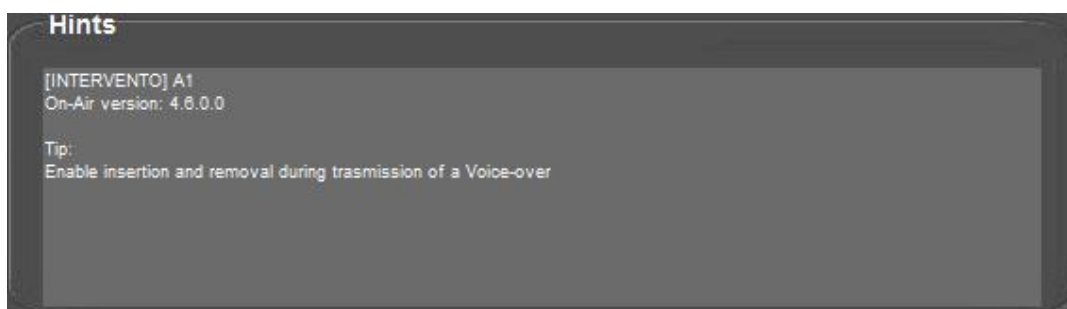 Hints
[INTERVENTO] A1
On-Air version: 4.6.0.0
Tip:
Enable insertion and removal during trasmission of a Voice-over